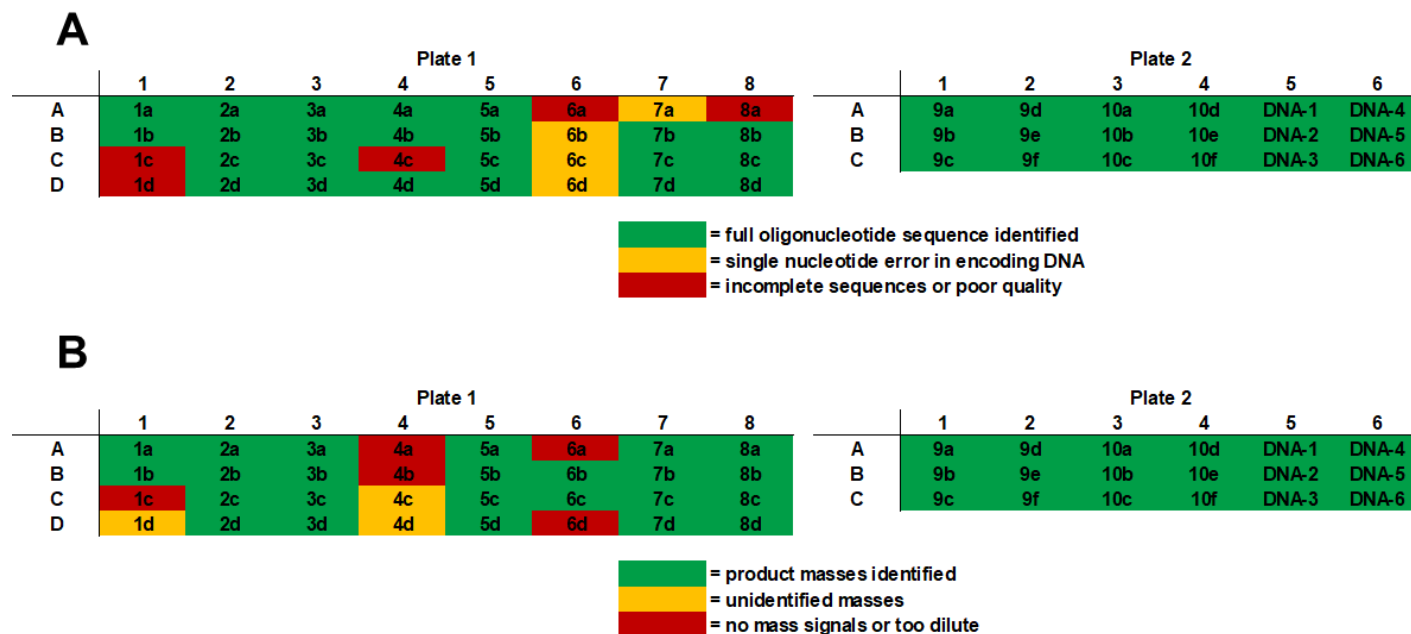 A
Plate 1 Plate 2
1 2 3 4 5 6 7 8 1 2 3 4 5 6
A 1a 2a 3a 4a 5a 6a 7a 8a A 9a 9d 10a 10d DNA-1 DNA-4
B 1b 2b 3b 4b 5b 6b 7b 8b B 9b 9e 10b 10e DNA-2 DNA-5
C 1c 2c 3c 4c 5c 6c 7c 8c C 9c 9f 10c 10f DNA-3 DNA-6
D 1d 2d 3d 4d 5d 6d 7d 8d
= full oligonucleotide sequence identified
= single nucleotide error in encoding DNA
= incomplete sequences or poor quality
B
Plate 1 Plate 2
1 2 3 4 5 6 7 8 1 2 3 4 5 6
A 1a 2a 3a 4a 5a 6a 7a 8a A 9a 9d 10a 10d DNA-1 DNA-4
B 1b 2b 3b 4b 5b 6b 7b 8b B 9b 9e 10b 10e DNA-2 DNA-5
C 1c 2c 3c 4c 5c 6c 7c 8c C 9c 9f 10c 10f DNA-3 DNA-6
D 1d 2d 3d 4d 5d 6d 7d 8d
= product masses identified
= unidentified masses
= no mass signals or too dilute